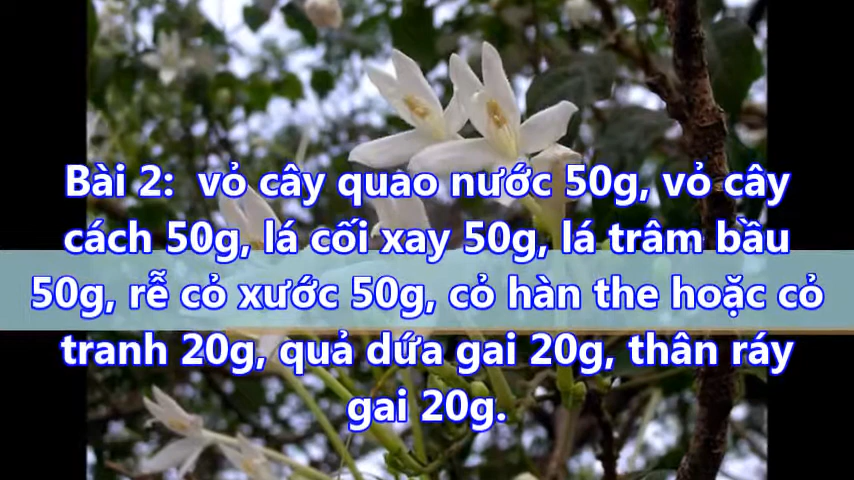 Bài 2:  vỏ cây quao nước 50g, vỏ cây
cách 50g, lá cối xay 50g, lá trâm bầu
50g, rễ cỏ xước 50g, cỏ hàn the hoặc cỏ
tranh 20g, quả dứa gai 20g, thân ráy
gai 20g.